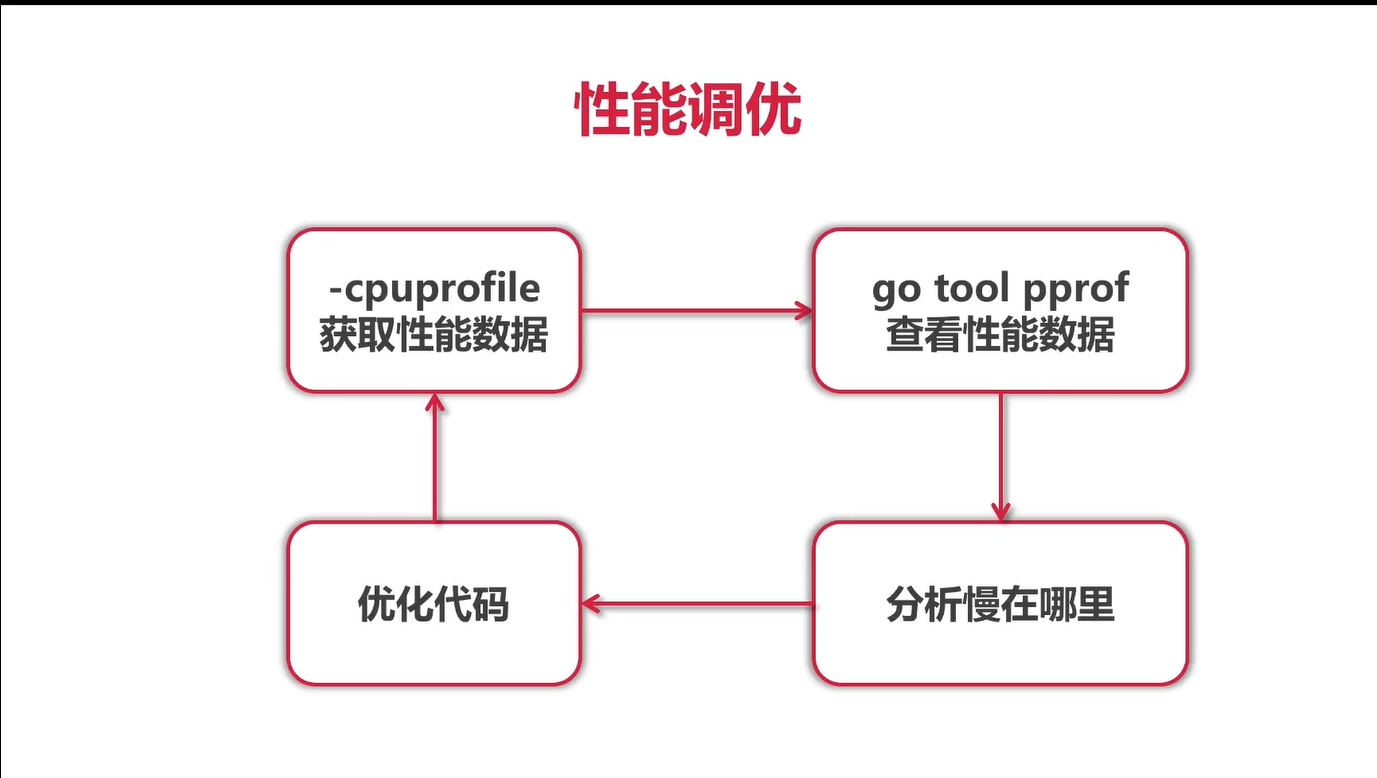 性能调优
-cpuprofile
获取性能数据
go tool pprof
查看性能数据
优化代码
分析慢在哪里